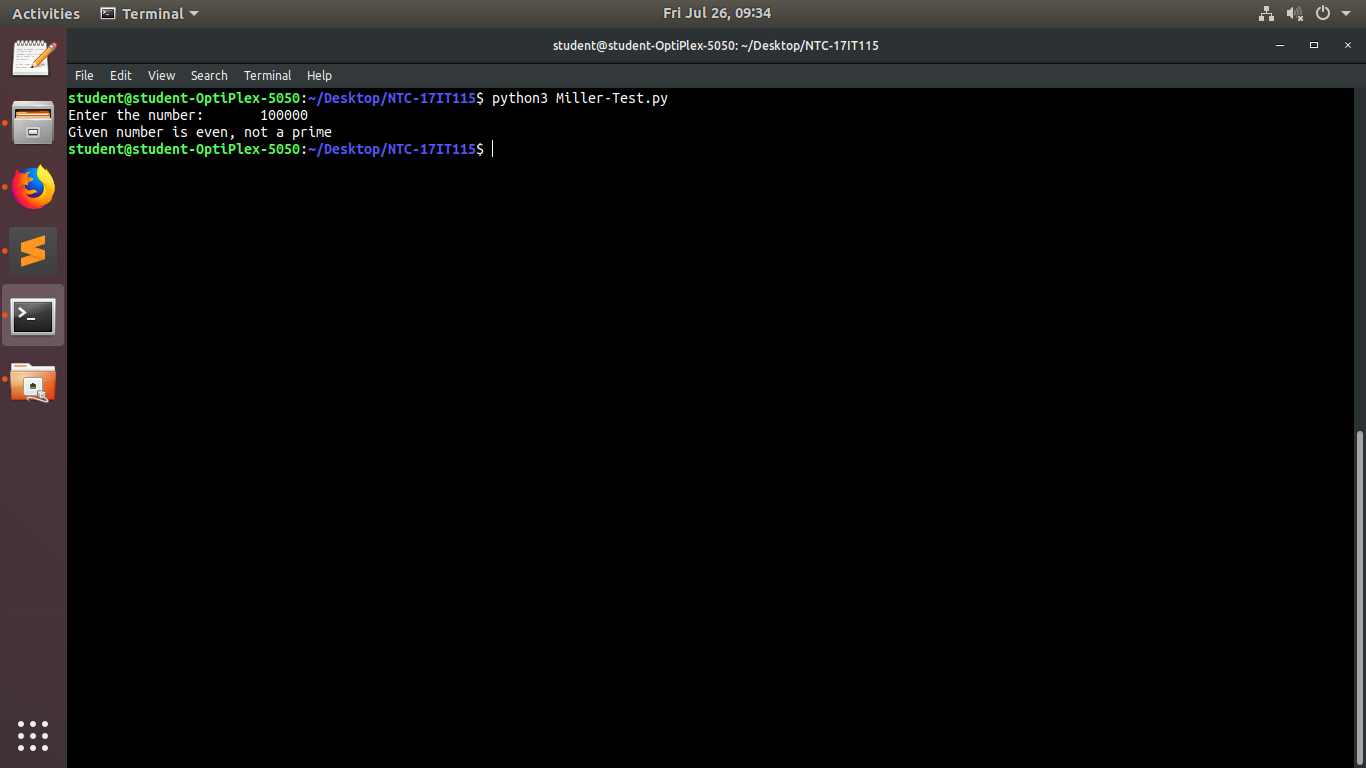 Activities Terminal Fri Jul 26, 09:34
student@student-OptiPlex-5050: ~/Desktop/NTC-17IT115
File Edit View Search Terminal Help
student@student-OptiPlex-5050:~/Desktop/NTC-17IT115$ python3 Miller-Test.py
Enter the number:       100000
Given number is even, not a prime
student@student-OptiPlex-5050:~/Desktop/NTC-17IT115$